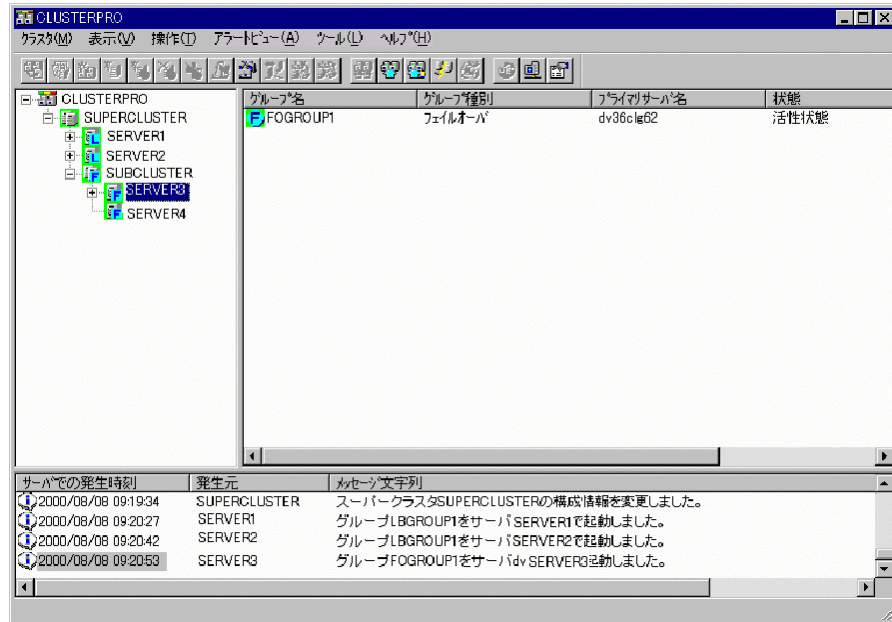 CLUSTERPRO
クラスタ(M) 表示(V) 操作(T) アラートビュー(A) ツール(L) ヘルプ(H)
CLUSTERPRO
SUPERCLUSTER
SERVER1
SERVER2
SUBCLUSTER
SERVER3
SERVER4
グループ名 グループ種別 プライマリサーバ名 状態
FOGROUP1 フェイルオーバ dv36clg62 活性状態
サーバでの発生時刻 発生元 メッセージ文字列
2000/08/08 09:19:34 SUPERCLUSTER スーパークラスタSUPERCLUSTERの構成情報を変更しました。
2000/08/08 09:20:27 SERVER1 グループLBGROUP1をサーバSERVER1で起動しました。
2000/08/08 09:20:42 SERVER2 グループLBGROUP1をサーバSERVER2で起動しました。
2000/08/08 09:20:53 SERVER3 グループFOGROUP1をサーバdv SERVER3起動しました。